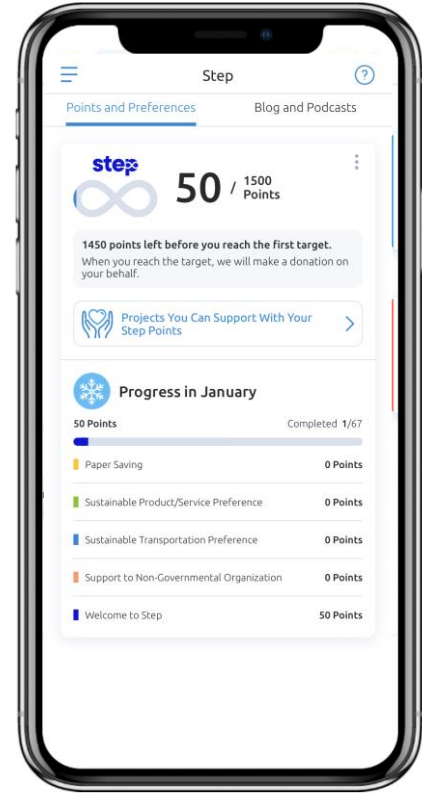 Step
?
Points and Preferences
Blog and Podcasts
step
50 / 1500 Points
1450 points left before you reach the first target.
When you reach the target, we will make a donation on
your behalf.
Projects You Can Support With Your
Step Points
Progress in January
50 Points
Completed 1/67
Paper Saving
0 Points
Sustainable Product/Service Preference
0 Points
Sustainable Transportation Preference
0 Points
Support to Non-Governmental Organization
0 Points
Welcome to Step
50 Points